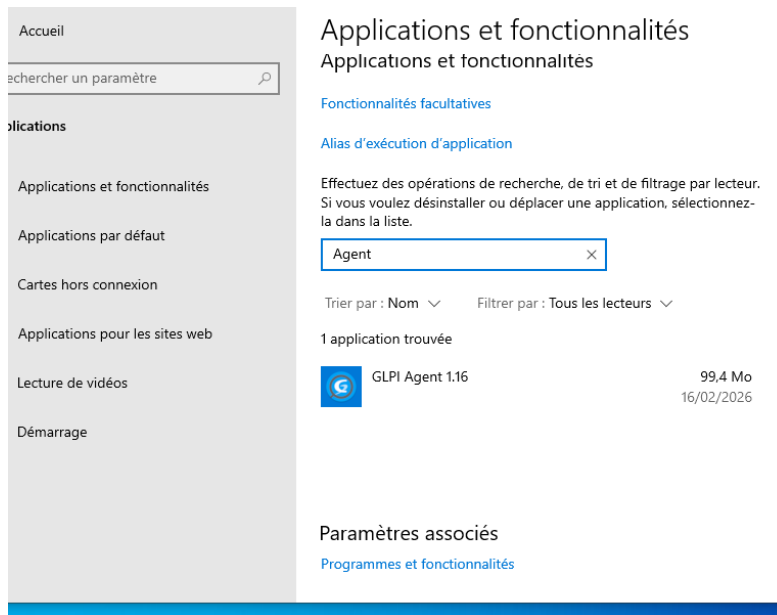 Accueil
echercher un paramètre
plications
Applications et fonctionnalités
Applications par défaut
Cartes hors connexion
Applications pour les sites web
Lecture de vidéos
Démarrage
Applications et fonctionnalités
Applications et fonctionnalités
Fonctionnalités facultatives
Alias d'exécution d'application
Effectuez des opérations de recherche, de tri et de filtrage par lecteur.
Si vous voulez désinstaller ou déplacer une application, sélectionnez-
la dans la liste.
Agent
Trier par : Nom Filtrer par : Tous les lecteurs
1 application trouvée
GLPI Agent 1.16 99,4 Mo
16/02/2026
Paramètres associés
Programmes et fonctionnalités